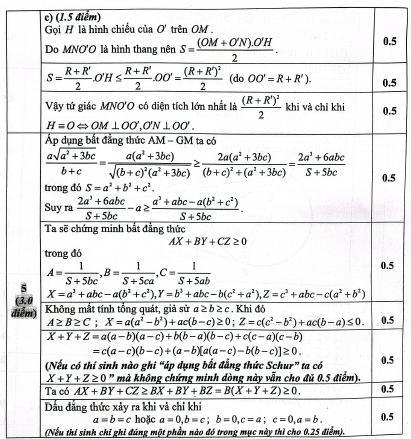 c) (1.5 điểm)
Gọi H là hình chiếu của O' trên OM.
Do MNO'O là hình thang nên S = (OM + O'N).O'H / 2.
0.5
S = (R + R')/2 .O'H ≤ (R + R')/2 .OO' = (R + R')²/2 (do OO' = R + R').
0.5
Vậy tứ giác MNO'O có diện tích lớn nhất là (R + R')²/2 khi và chỉ khi
H ≡ O ⇔ OM ⊥ OO', O'N ⊥ OO'.
0.5
5
(3.0
điểm)
Áp dụng bất đẳng thức AM – GM ta có
a√(a² + 3bc) / (b + c) = a(a² + 3bc) / √((b + c)²(a² + 3bc)) ≥ 2a(a² + 3bc) / ((b + c)² + (a² + 3bc)) = (2a³ + 6abc) / (S + 5bc)
trong đó S = a² + b² + c².
Suy ra (2a³ + 6abc)/(S + 5bc) − a ≥ (a³ + abc − a(b² + c²))/(S + 5bc).
0.5
Ta sẽ chứng minh bất đẳng thức
AX + BY + CZ ≥ 0
trong đó
A = 1/(S + 5bc), B = 1/(S + 5ca), C = 1/(S + 5ab)
X = a³ + abc − a(b² + c²), Y = b³ + abc − b(c² + a²), Z = c³ + abc − c(a² + b²)
0.5
Không mất tính tổng quát, giả sử a ≥ b ≥ c. Khi đó
A ≥ B ≥ C ; X = a(a² − b²) + ac(b − c) ≥ 0 ; Z = c(c² − b²) + ac(b − a) ≤ 0.
0.5
X + Y + Z = a(a − b)(a − c) + b(b − a)(b − c) + c(c − a)(c − b)
= c(a − c)(b − c) + (a − b)[a(a − c) − b(b − c)] ≥ 0.
(Nếu có thí sinh nào ghi "áp dụng bất đẳng thức Schur" ta có
X + Y + Z ≥ 0 " mà không chứng minh dòng này vẫn cho đủ 0.5 điểm).
0.5
Ta có AX + BY + CZ ≥ BX + BY + BZ = B(X + Y + Z) ≥ 0.
0.5
Dấu đẳng thức xảy ra khi và chỉ khi
a = b = c hoặc a = 0, b = c; b = 0, c = a; c = 0, a = b.
(Nếu thí sinh chỉ ghi đúng một phần nào đó trong mục này thì cho 0.25 điểm).
0.5